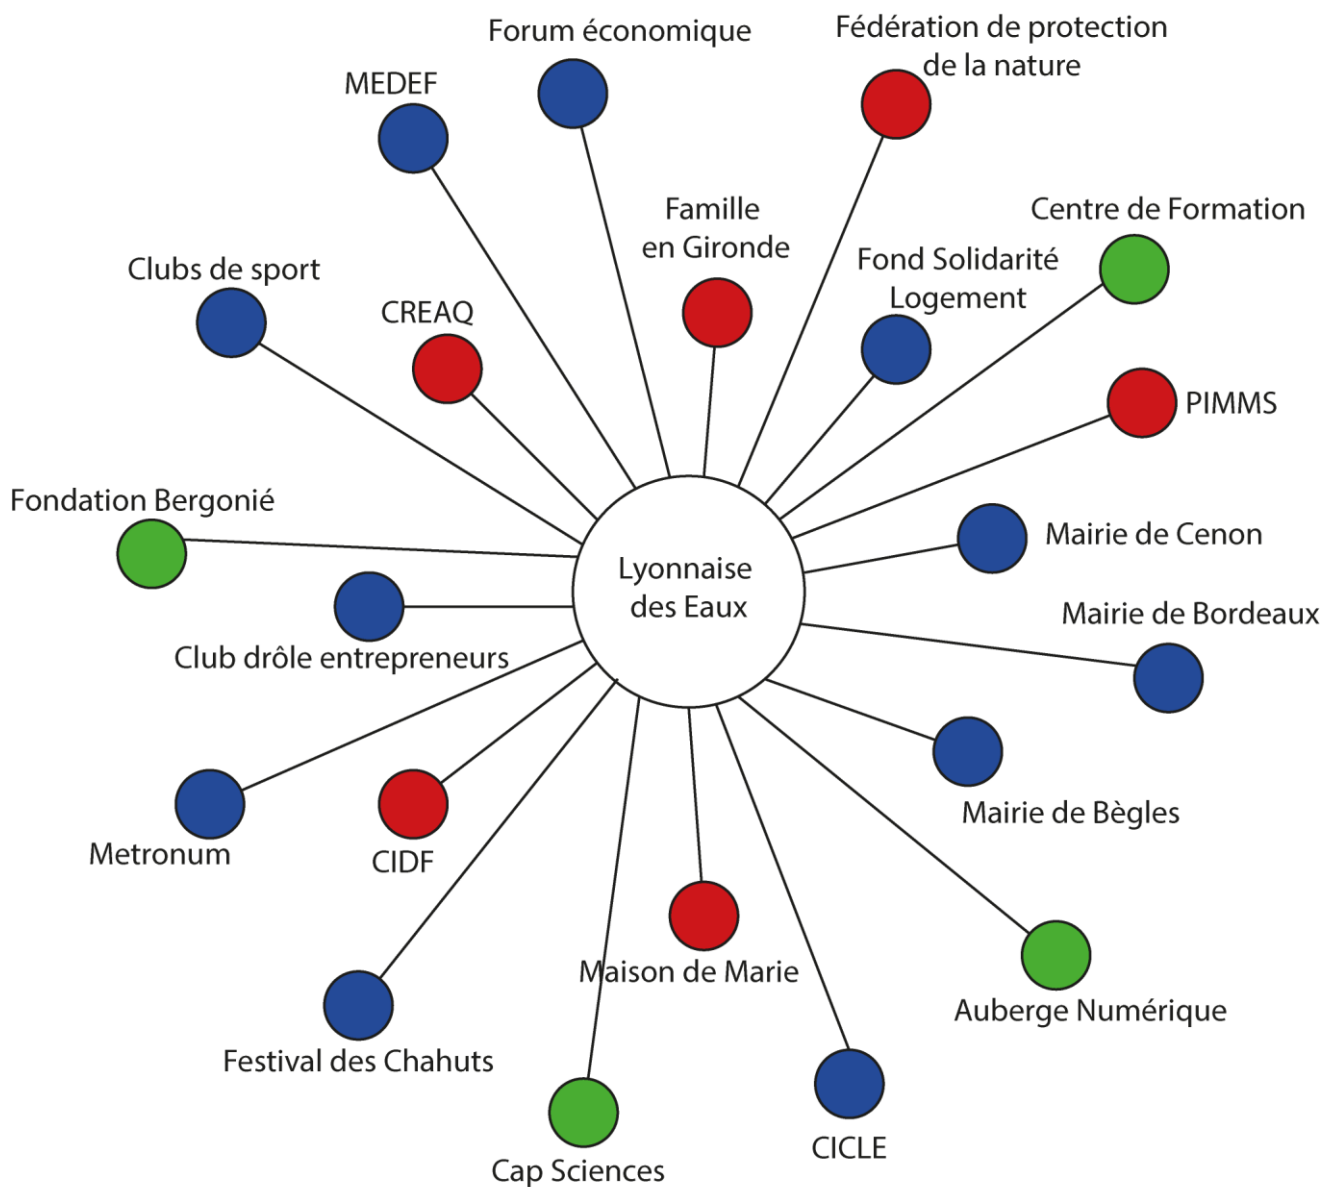 Forum économique
Fédération de protection
de la nature
MEDEF
Famille
en Gironde
Centre de Formation
Clubs de sport
Fond Solidarité
Logement
CREAQ
PIMMS
Fondation Bergonié
Mairie de Cenon
Lyonnaise
des Eaux
Mairie de Bordeaux
Club drôle entrepreneurs
Mairie de Bègles
Metronum
CIDF
Maison de Marie
Auberge Numérique
Festival des Chahuts
CICLE
Cap Sciences